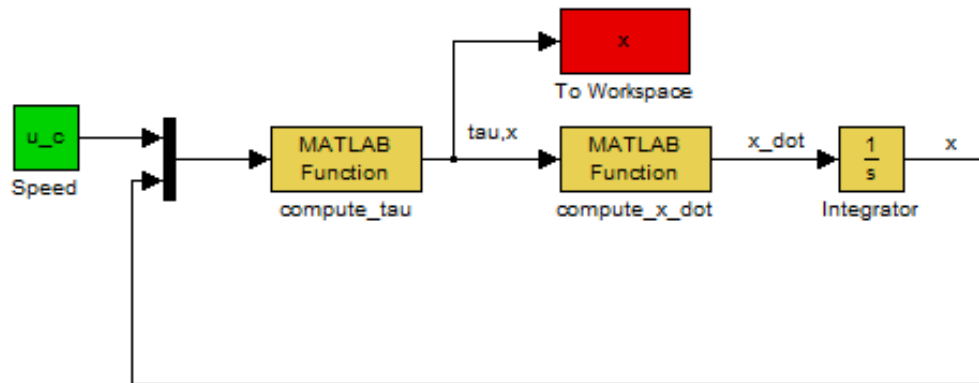 x
To Workspace
u_c
Speed
MATLAB
Function
compute_tau
tau,x
MATLAB
Function
compute_x_dot
x_dot
1
s
Integrator
x